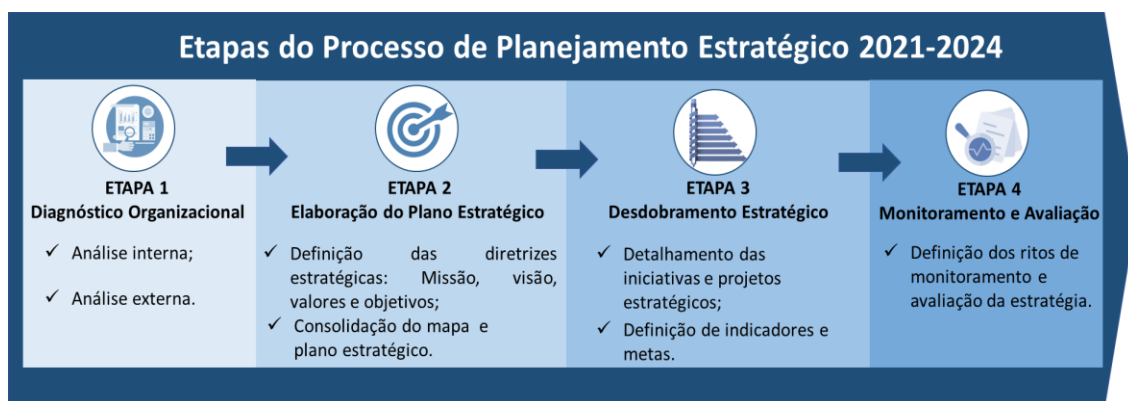 Etapas do Processo de Planejamento Estratégico 2021-2024
ETAPA 1
Diagnóstico Organizacional
✓ Análise interna;
✓ Análise externa.
ETAPA 2
Elaboração do Plano Estratégico
✓ Definição das diretrizes
estratégicas: Missão, visão,
valores e objetivos;
✓ Consolidação do mapa e
plano estratégico.
ETAPA 3
Desdobramento Estratégico
✓ Detalhamento das
iniciativas e projetos
estratégicos;
✓ Definição de indicadores e
metas.
ETAPA 4
Monitoramento e Avaliação
✓ Definição dos ritos de
monitoramento e
avaliação da estratégia.